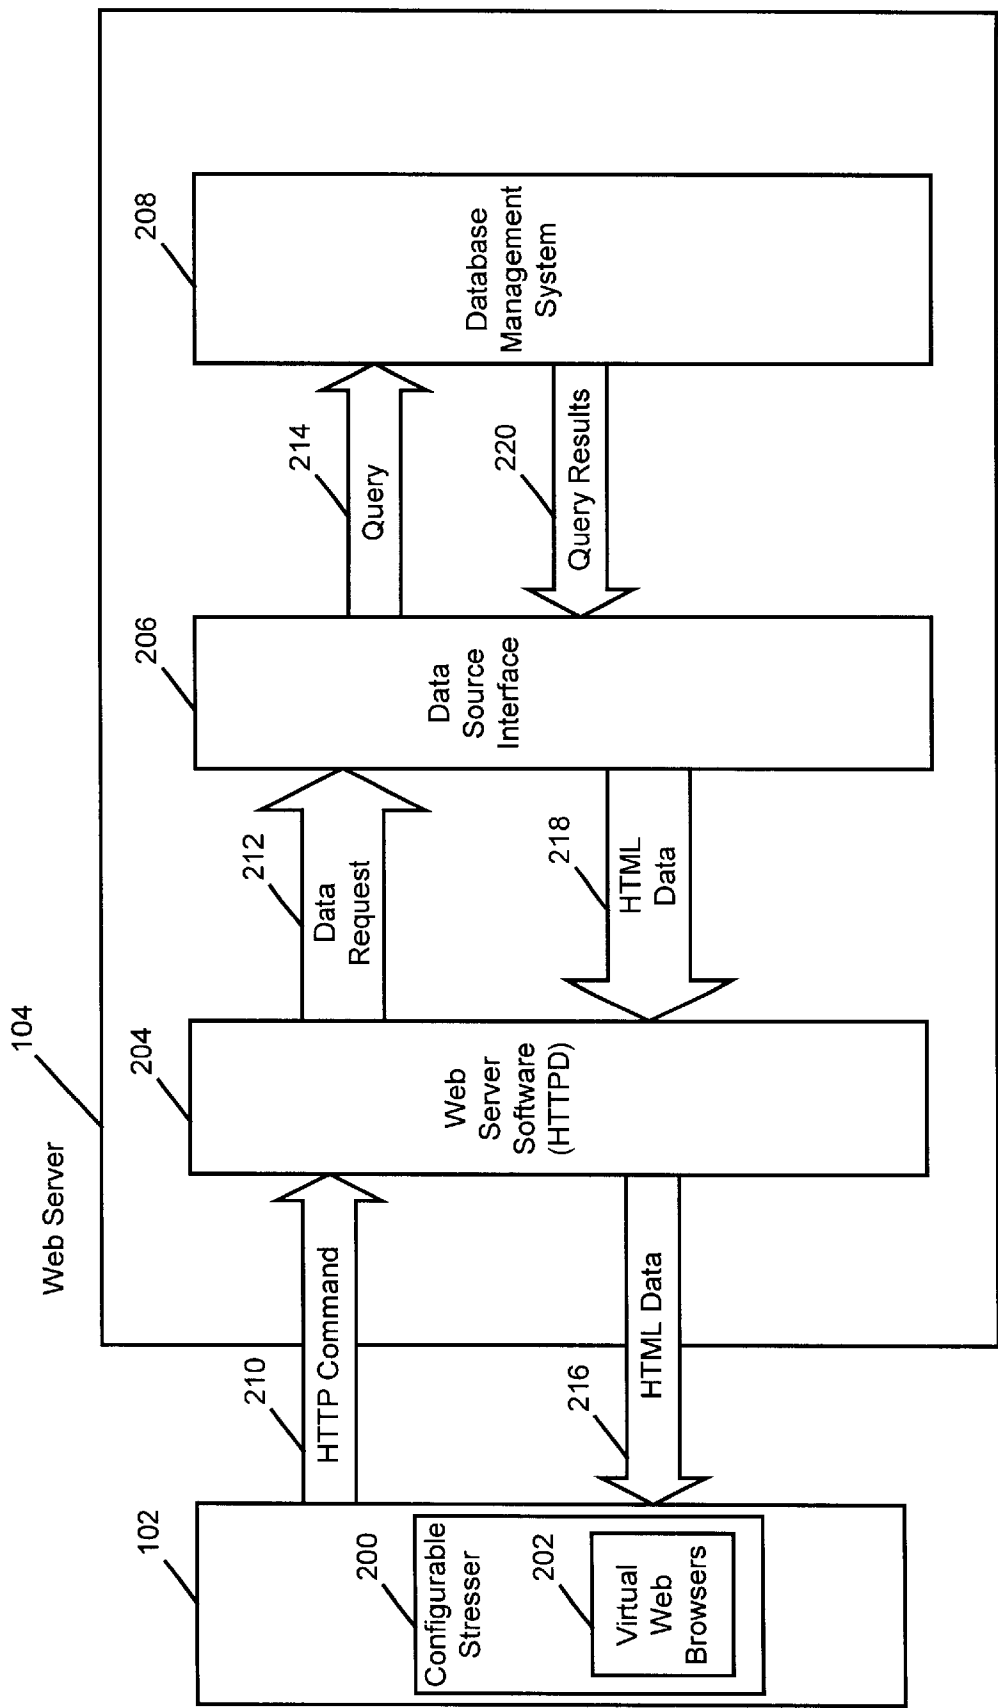 Web Server
104
102
200
Configurable
Stresser
202
Virtual
Web
Browsers
210
HTTP Command
216
HTML Data
204
Web
Server
Software
(HTTPD)
212
Data
Request
218
HTML
Data
206
Data
Source
Interface
214
Query
220
Query Results
208
Database
Management
System